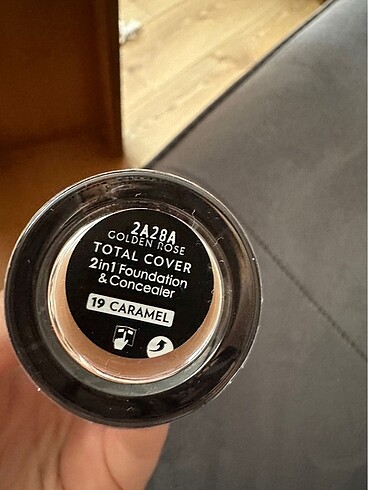 2A28A
GOLDEN ROSE
TOTAL COVER
2in1 Foundation
& Concealer
19 CARAMEL